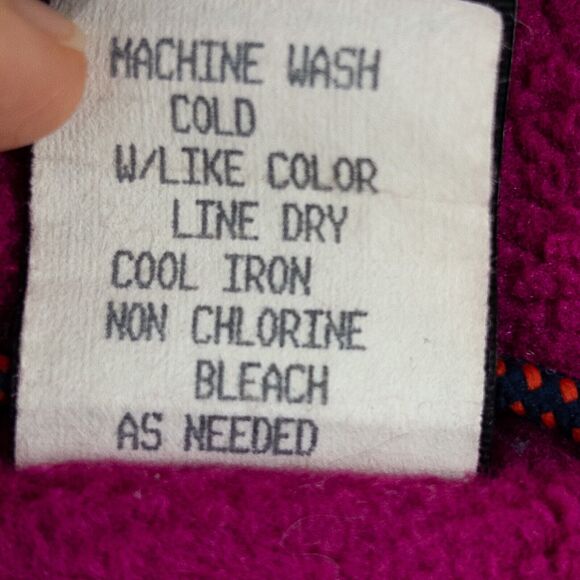 MACHINE WASH
COLD
W/LIKE COLOR
LINE DRY
COOL IRON
NON CHLORINE
BLEACH
AS NEEDED